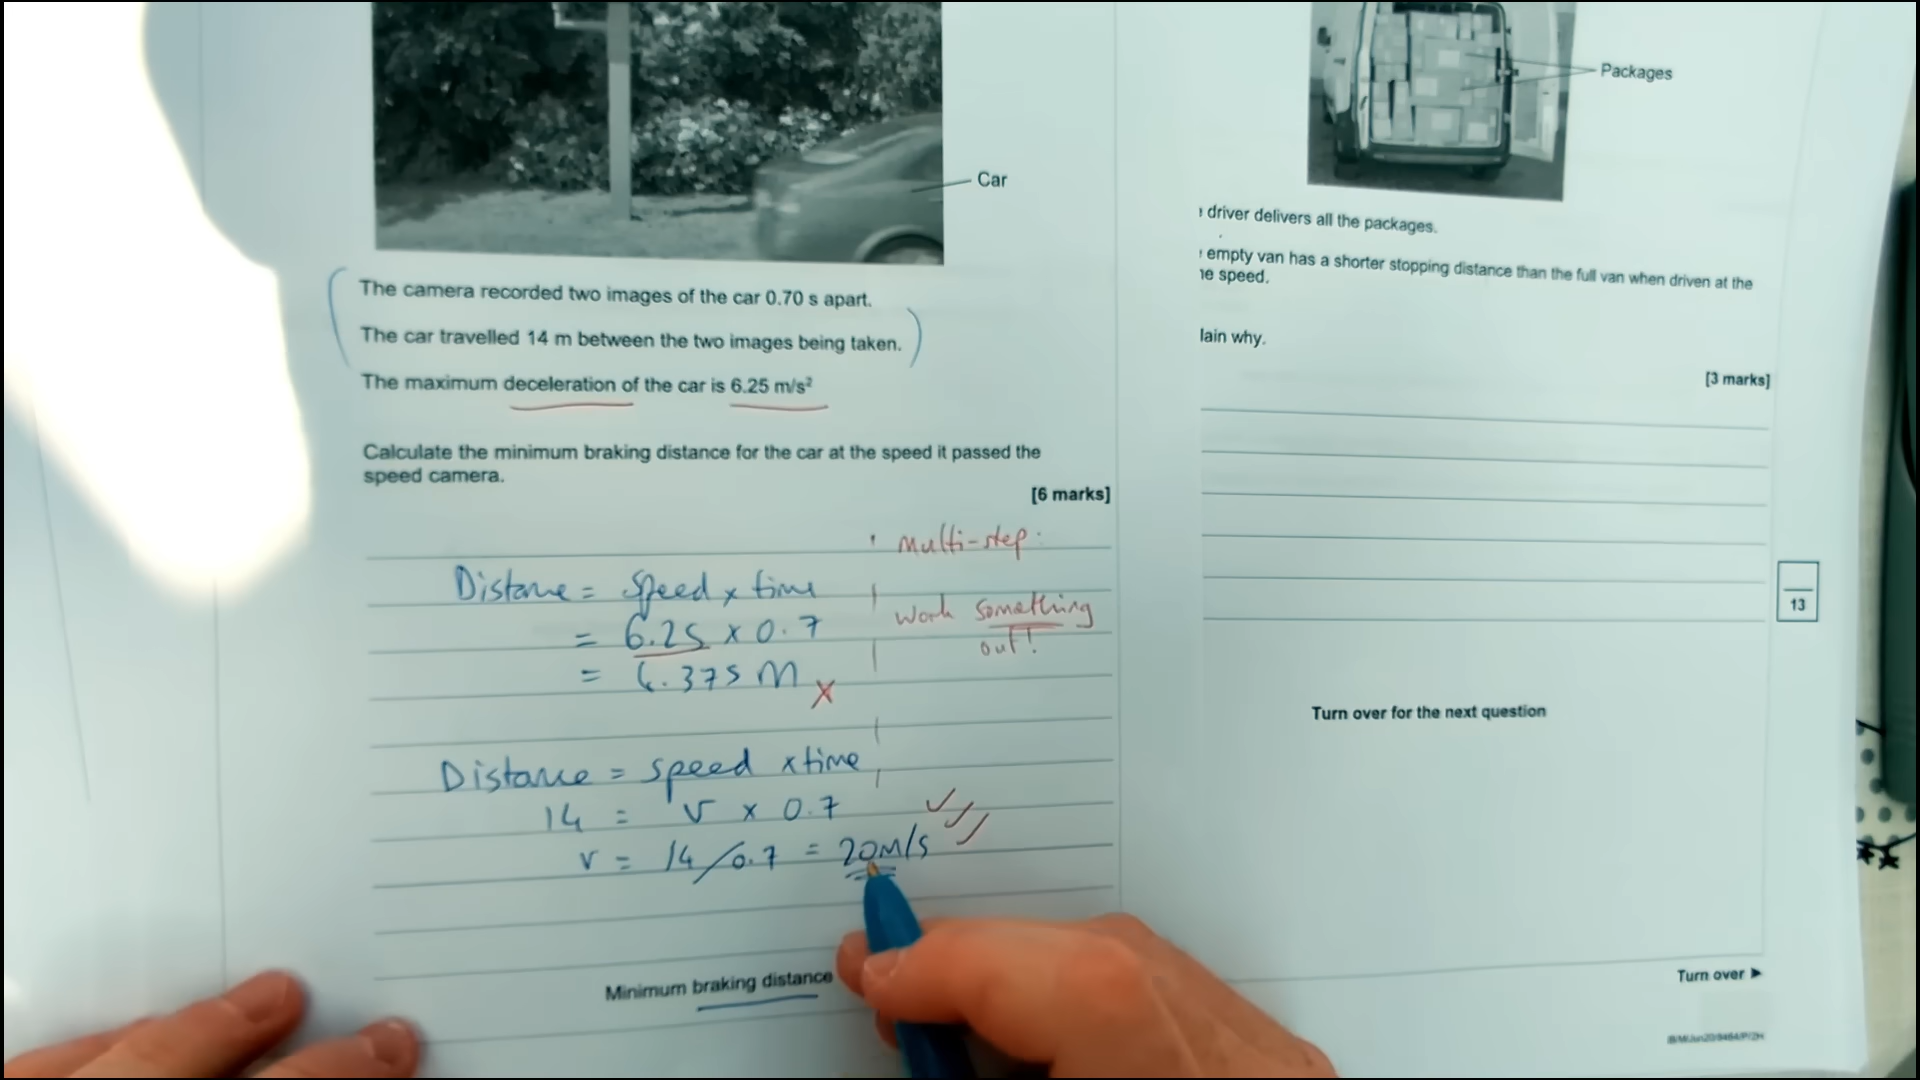 Car
The camera recorded two images of the car 0.70 s apart.
The car travelled 14 m between the two images being taken.
The maximum deceleration of the car is 6.25 m/s²
Calculate the minimum braking distance for the car at the speed it passed the
speed camera.
[6 marks]
multi-step.
Distance = speed x time
= 6.25 x 0.7
= 4.375 m x
work something
out!
Distance = speed x time
14 = v x 0.7
v = 14/0.7 = 20m/s
Minimum braking distance
Packages
driver delivers all the packages.
empty van has a shorter stopping distance than the full van when driven at the
speed.
lain why.
[3 marks]
13
Turn over for the next question
Turn over ►